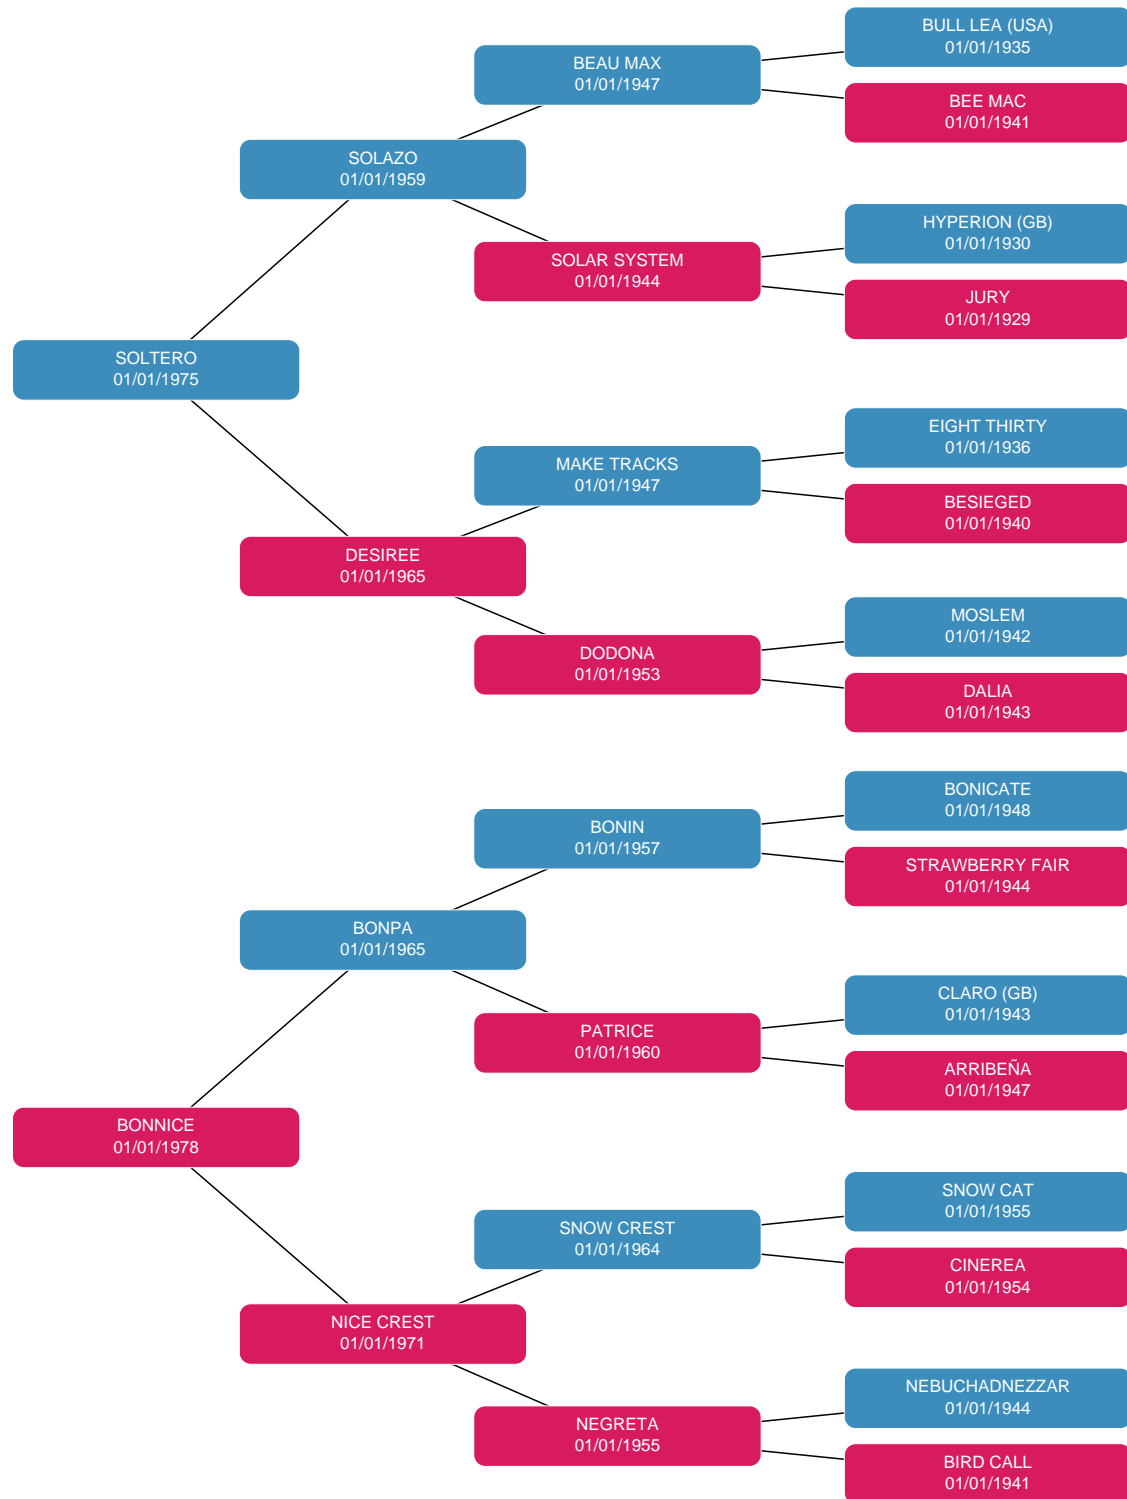 BULL LEA (USA)
01/01/1935
BEAU MAX
01/01/1947
BEE MAC
01/01/1941
SOLAZO
01/01/1959
HYPERION (GB)
01/01/1930
SOLAR SYSTEM
01/01/1944
JURY
01/01/1929
SOLTERO
01/01/1975
EIGHT THIRTY
01/01/1936
MAKE TRACKS
01/01/1947
BESIEGED
01/01/1940
DESIREE
01/01/1965
MOSLEM
01/01/1942
DODONA
01/01/1953
DALIA
01/01/1943
BONICATE
01/01/1948
BONIN
01/01/1957
STRAWBERRY FAIR
01/01/1944
BONPA
01/01/1965
CLARO (GB)
01/01/1943
PATRICE
01/01/1960
ARRIBEÑA
01/01/1947
BONNICE
01/01/1978
SNOW CAT
01/01/1955
SNOW CREST
01/01/1964
CINEREA
01/01/1954
NICE CREST
01/01/1971
NEBUCHADNEZZAR
01/01/1944
NEGRETA
01/01/1955
BIRD CALL
01/01/1941